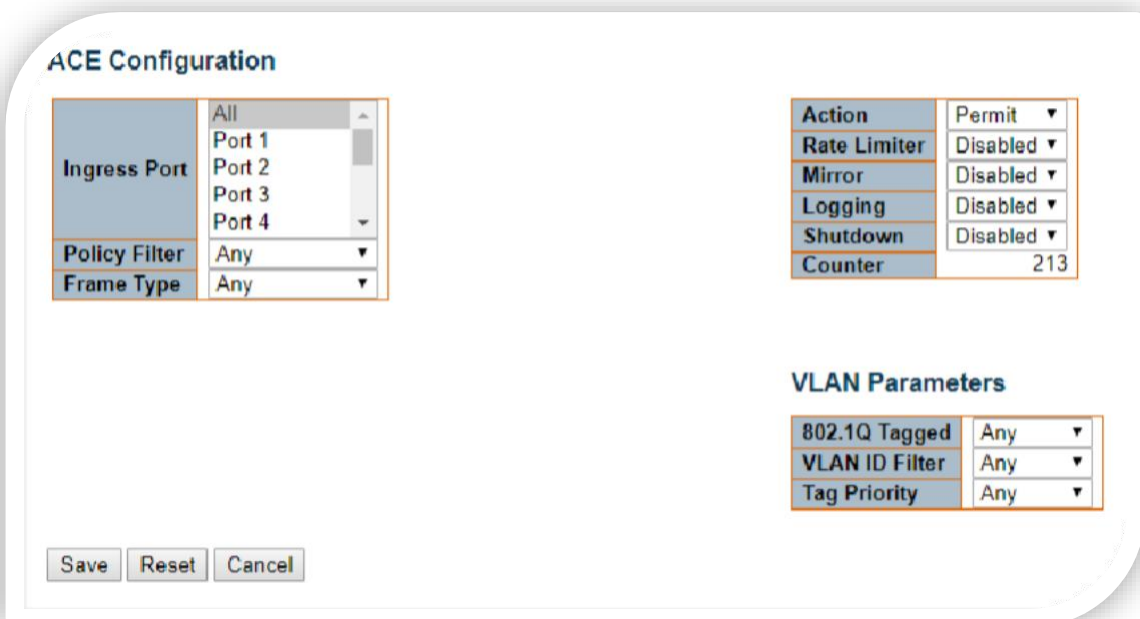 ACE Configuration
Ingress Port
All
Port 1
Port 2
Port 3
Port 4
Policy Filter Any
Frame Type Any
Action Permit
Rate Limiter Disabled
Mirror Disabled
Logging Disabled
Shutdown Disabled
Counter 213
VLAN Parameters
802.1Q Tagged Any
VLAN ID Filter Any
Tag Priority Any
Save Reset Cancel